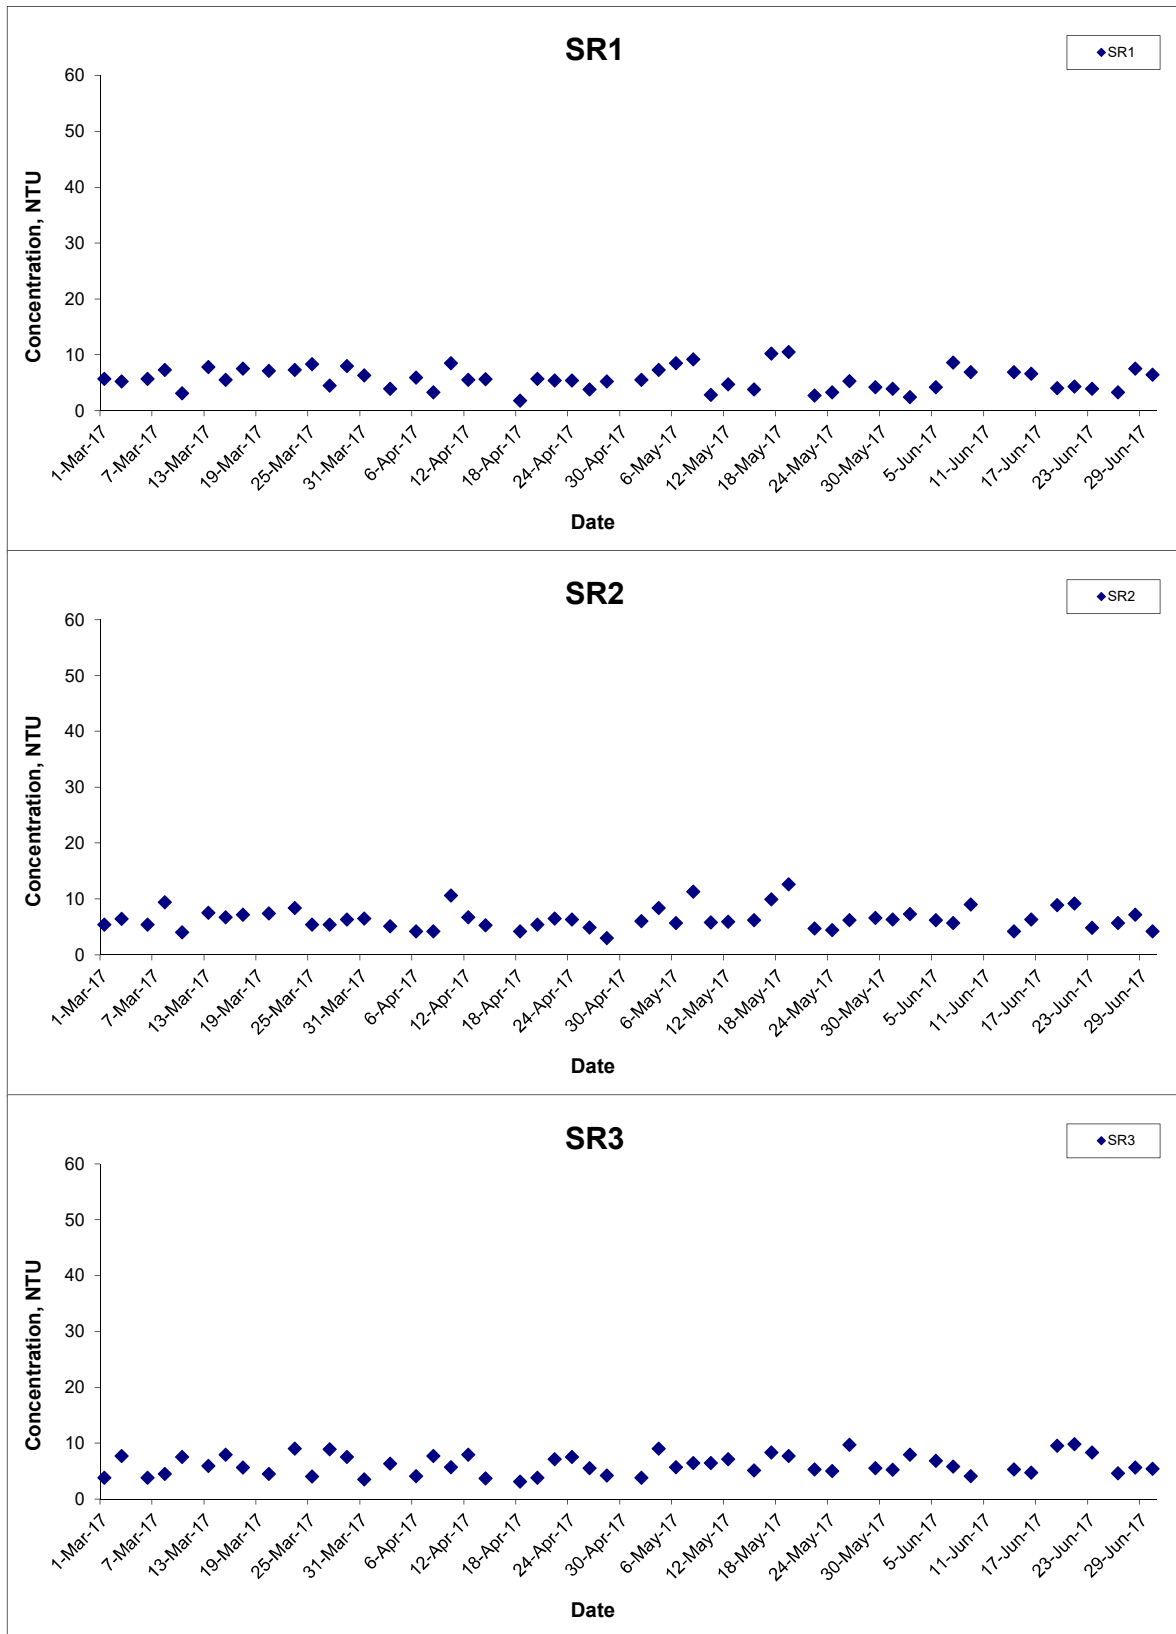 SR1
SR1
Concentration, NTU
60
50
40
30
20
10
0
1-Mar-17 7-Mar-17 13-Mar-17 19-Mar-17 25-Mar-17 31-Mar-17 6-Apr-17 12-Apr-17 18-Apr-17 24-Apr-17 30-Apr-17 6-May-17 12-May-17 18-May-17 24-May-17 30-May-17 5-Jun-17 11-Jun-17 17-Jun-17 23-Jun-17 29-Jun-17
Date
SR2
SR2
Concentration, NTU
60
50
40
30
20
10
0
1-Mar-17 7-Mar-17 13-Mar-17 19-Mar-17 25-Mar-17 31-Mar-17 6-Apr-17 12-Apr-17 18-Apr-17 24-Apr-17 30-Apr-17 6-May-17 12-May-17 18-May-17 24-May-17 30-May-17 5-Jun-17 11-Jun-17 17-Jun-17 23-Jun-17 29-Jun-17
Date
SR3
SR3
Concentration, NTU
60
50
40
30
20
10
0
1-Mar-17 7-Mar-17 13-Mar-17 19-Mar-17 25-Mar-17 31-Mar-17 6-Apr-17 12-Apr-17 18-Apr-17 24-Apr-17 30-Apr-17 6-May-17 12-May-17 18-May-17 24-May-17 30-May-17 5-Jun-17 11-Jun-17 17-Jun-17 23-Jun-17 29-Jun-17
Date